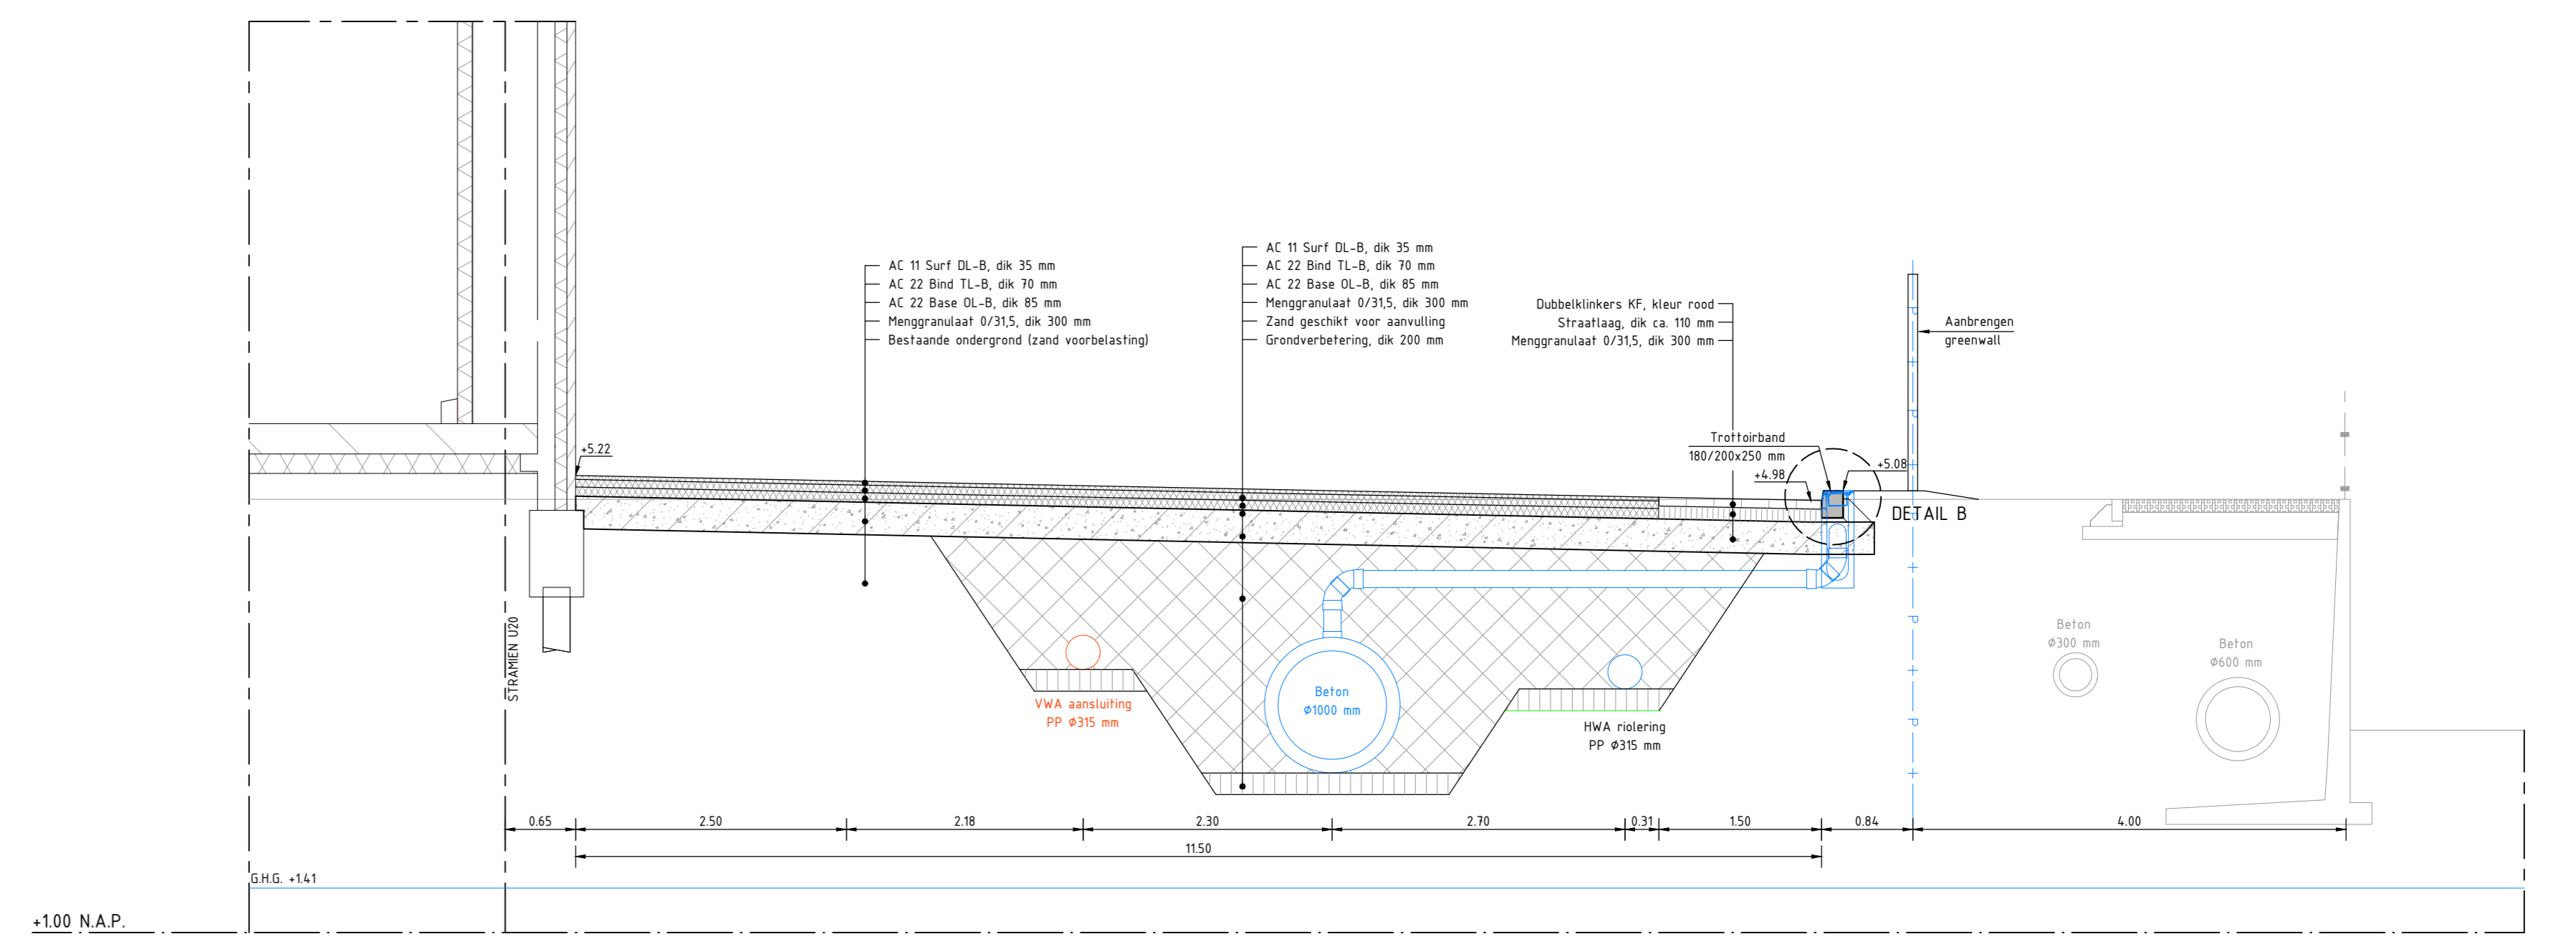 AC 11 Surf DL-B, dik 35 mm
AC 22 Bind TL-B, dik 70 mm
AC 22 Base OL-B, dik 85 mm
Menggranulaat 0/31,5, dik 300 mm
Bestaande ondergrond (zand voorbelasting)
AC 11 Surf DL-B, dik 35 mm
AC 22 Bind TL-B, dik 70 mm
AC 22 Base OL-B, dik 85 mm
Menggranulaat 0/31,5, dik 300 mm
Zand geschikt voor aanvulling
Grondverbetering, dik 200 mm
Dubbelklinkers KF, kleur rood
Straatlaag, dik ca. 110 mm
Menggranulaat 0/31,5, dik 300 mm
Aanbrengen
greenwall
Trottoirband
180/200x250 mm
+5.22
+4.98
+5.08
DETAIL B
P
P
P
P
P
P
STRAMIEN U20
VWA aansluiting
PP Ø315 mm
Beton
Ø1000 mm
HWA riolering
PP Ø315 mm
Beton
Ø300 mm
Beton
Ø600 mm
0.65
2.50
2.18
2.30
2.70
0.31
1.50
0.84
4.00
11.50
G.H.G. +1.41
+1.00 N.A.P.